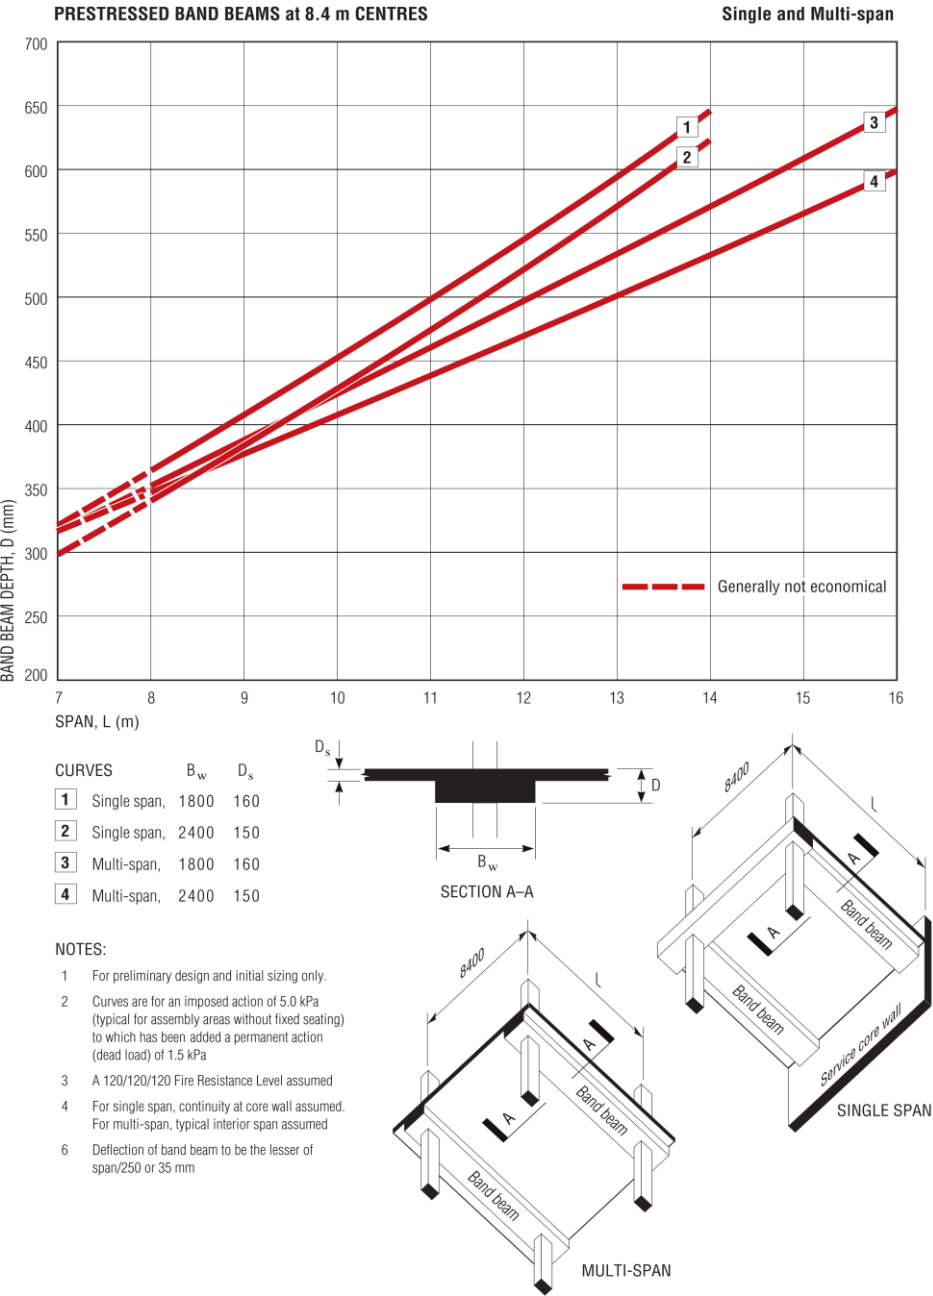 PRESTRESSED BAND BEAMS at 8.4 m CENTRES Single and Multi-span
700
650
600
550
500
450
400
350
300
250
200
BAND BEAM DEPTH, D (mm)
1
2
3
4
Generally not economical
7 8 9 10 11 12 13 14 15 16
SPAN, L (m)
CURVES Bw Ds
1 Single span, 1800 160
2 Single span, 2400 150
3 Multi-span, 1800 160
4 Multi-span, 2400 150
Ds
D
Bw
SECTION A–A
NOTES:
1 For preliminary design and initial sizing only.
2 Curves are for an imposed action of 5.0 kPa
(typical for assembly areas without fixed seating)
to which has been added a permanent action
(dead load) of 1.5 kPa
3 A 120/120/120 Fire Resistance Level assumed
4 For single span, continuity at core wall assumed.
For multi-span, typical interior span assumed
6 Deflection of band beam to be the lesser of
span/250 or 35 mm
8400
L
A
A
Band beam
Band beam
MULTI-SPAN
8400
L
A
A
Band beam
Band beam
Service core wall
SINGLE SPAN